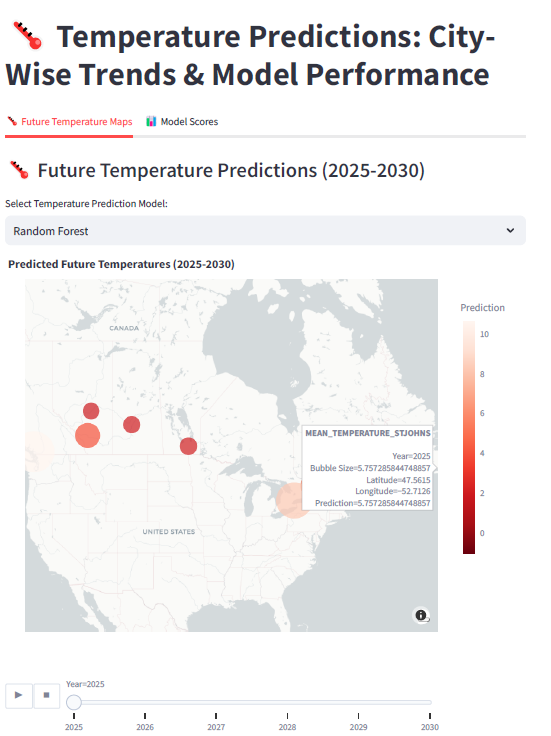 Temperature Predictions: City-
Wise Trends & Model Performance
Future Temperature Maps
Model Scores
Future Temperature Predictions (2025-2030)
Select Temperature Prediction Model:
Random Forest
Predicted Future Temperatures (2025-2030)
Prediction
CANADA
10
8
6
4
2
0
MEAN_TEMPERATURE_STJOHNS
Year=2025
Bubble Size=5.757285844748857
Latitude=47.5615
Longitude=−52.7126
Prediction=5.757285844748857
UNITED STATES
Year=2025
2025
2026
2027
2028
2029
2030